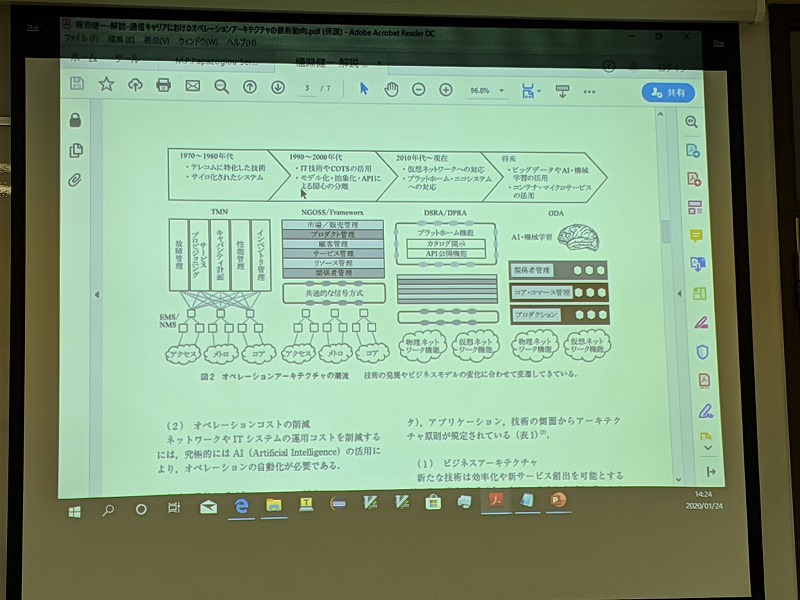 橿渕健一-解説-通信キャリアにおけるオペレーションアーキテクチャの最新動向.pdf (保護) - Adobe Acrobat Reader DC
ファイル(F) 編集(E) 表示(V) ウィンドウ(W) ヘルプ(H)
ホーム ツール M.P.Papazoglou-Ser... 橿渕健一-解説-... ログイン
3 / 7 96.8% 共有
1970～1980年代
・テレコムに特化した技術
・サイロ化されたシステム
1990～2000年代
・IT技術やCOTSの活用
・モデル化・抽象化・APIに
よる関心の分離
2010年代～現在
・仮想ネットワークへの対応
・プラットホーム・エコシステム
への対応
将来
・ビッグデータやAI・機械
学習の活用
・コンテナ・マイクロサービス
の活用
TMN
故障管理
サービス
プロビジョニング
キャパシティ計画
性能管理
インベントリ管理
EMS/
NMS
アクセス メトロ コア
NGOSS/Frameworx
市場／販売管理
プロダクト管理
顧客管理
サービス管理
リソース管理
関係者管理
共通的な信号方式
アクセス メトロ コア
DSRA/DPRA
プラットホーム機能
カタログ開示
API公開機能
物理ネット
ワーク機能
仮想ネット
ワーク機能
ODA
AI・機械学習
関係者管理
コア・コマース管理
プロダクション
物理ネット
ワーク機能
仮想ネット
ワーク機能
図2 オペレーションアーキテクチャの潮流 技術の発展やビジネスモデルの変化に合わせて変遷してきている。
（2） オペレーションコストの削減
ネットワークやITシステムの運用コストを削減する
には，究極的にはAI（Artificial Intelligence）の活用に
より，オペレーションの自動化が必要である．
タ），アプリケーション，技術の側面からアーキテク
チャ原則が規定されている（表1）⁽²⁾．
（1） ビジネスアーキテクチャ
新たな技術は効率化や新サービス創出を可能とする
14:24
2020/01/24